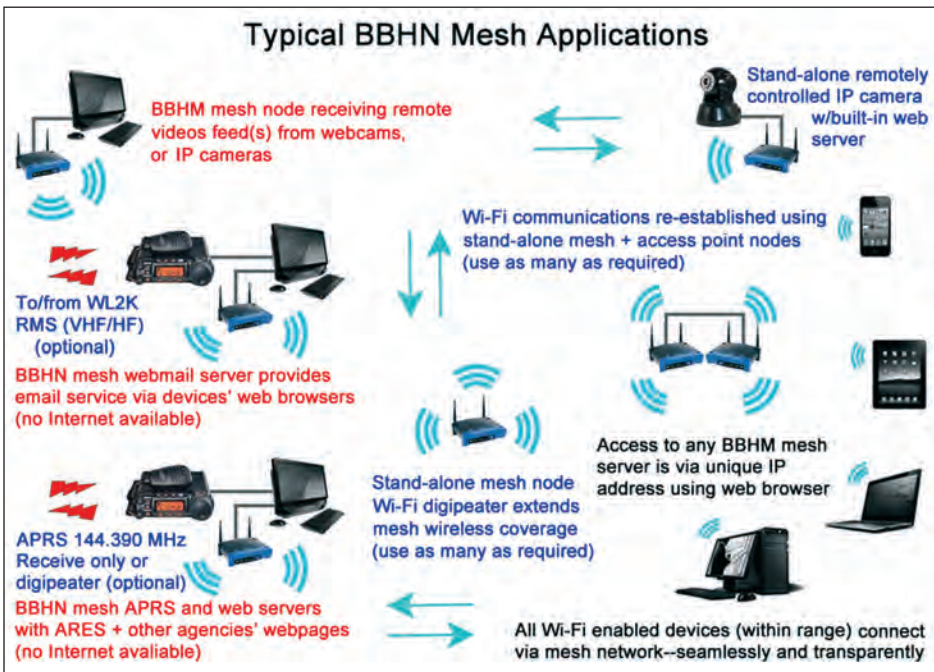 Typical BBHN Mesh Applications
BBHM mesh node receiving remote
videos feed(s) from webcams,
or IP cameras
Stand-alone remotely
controlled IP camera
w/built-in web
server
Wi-Fi communications re-established using
stand-alone mesh + access point nodes
(use as many as required)
To/from WL2K
RMS (VHF/HF)
(optional)
BBHN mesh webmail server provides
email service via devices' web browsers
(no Internet available)
Access to any BBHM mesh
server is via unique IP
address using web browser
Stand-alone mesh node
Wi-Fi digipeater extends
mesh wireless coverage
(use as many as required)
APRS 144.390 MHz
Receive only or
digipeater (optional)
BBHN mesh APRS and web servers
with ARES + other agencies' webpages
(no Internet avaliable)
All Wi-Fi enabled devices (within range) connect
via mesh network--seamlessly and transparently